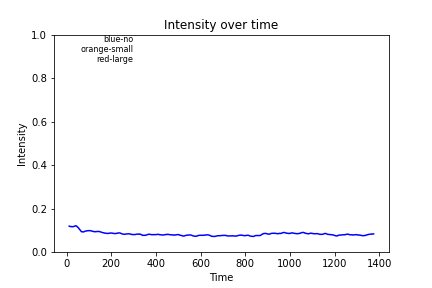 Intensity over time
blue-no
orange-small
red-large
1.0
0.8
0.6
0.4
0.2
0.0
Intensity
0 200 400 600 800 1000 1200 1400
Time